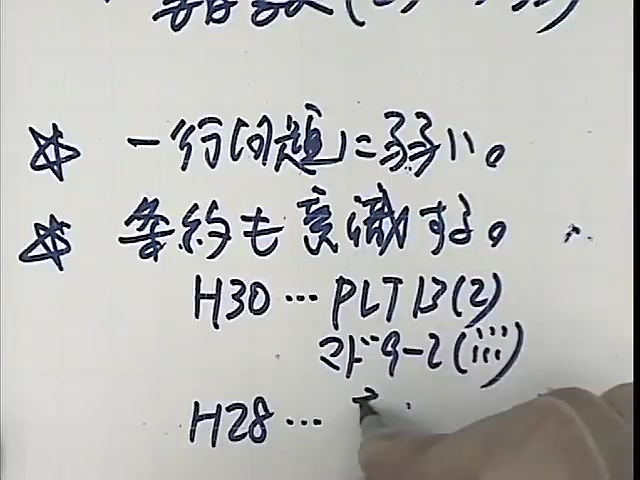 ☆ 一行問題に弱い。
☆ 条約も意識する。
H30 … PLT13(2)
マド9-2(iii)
H28 …